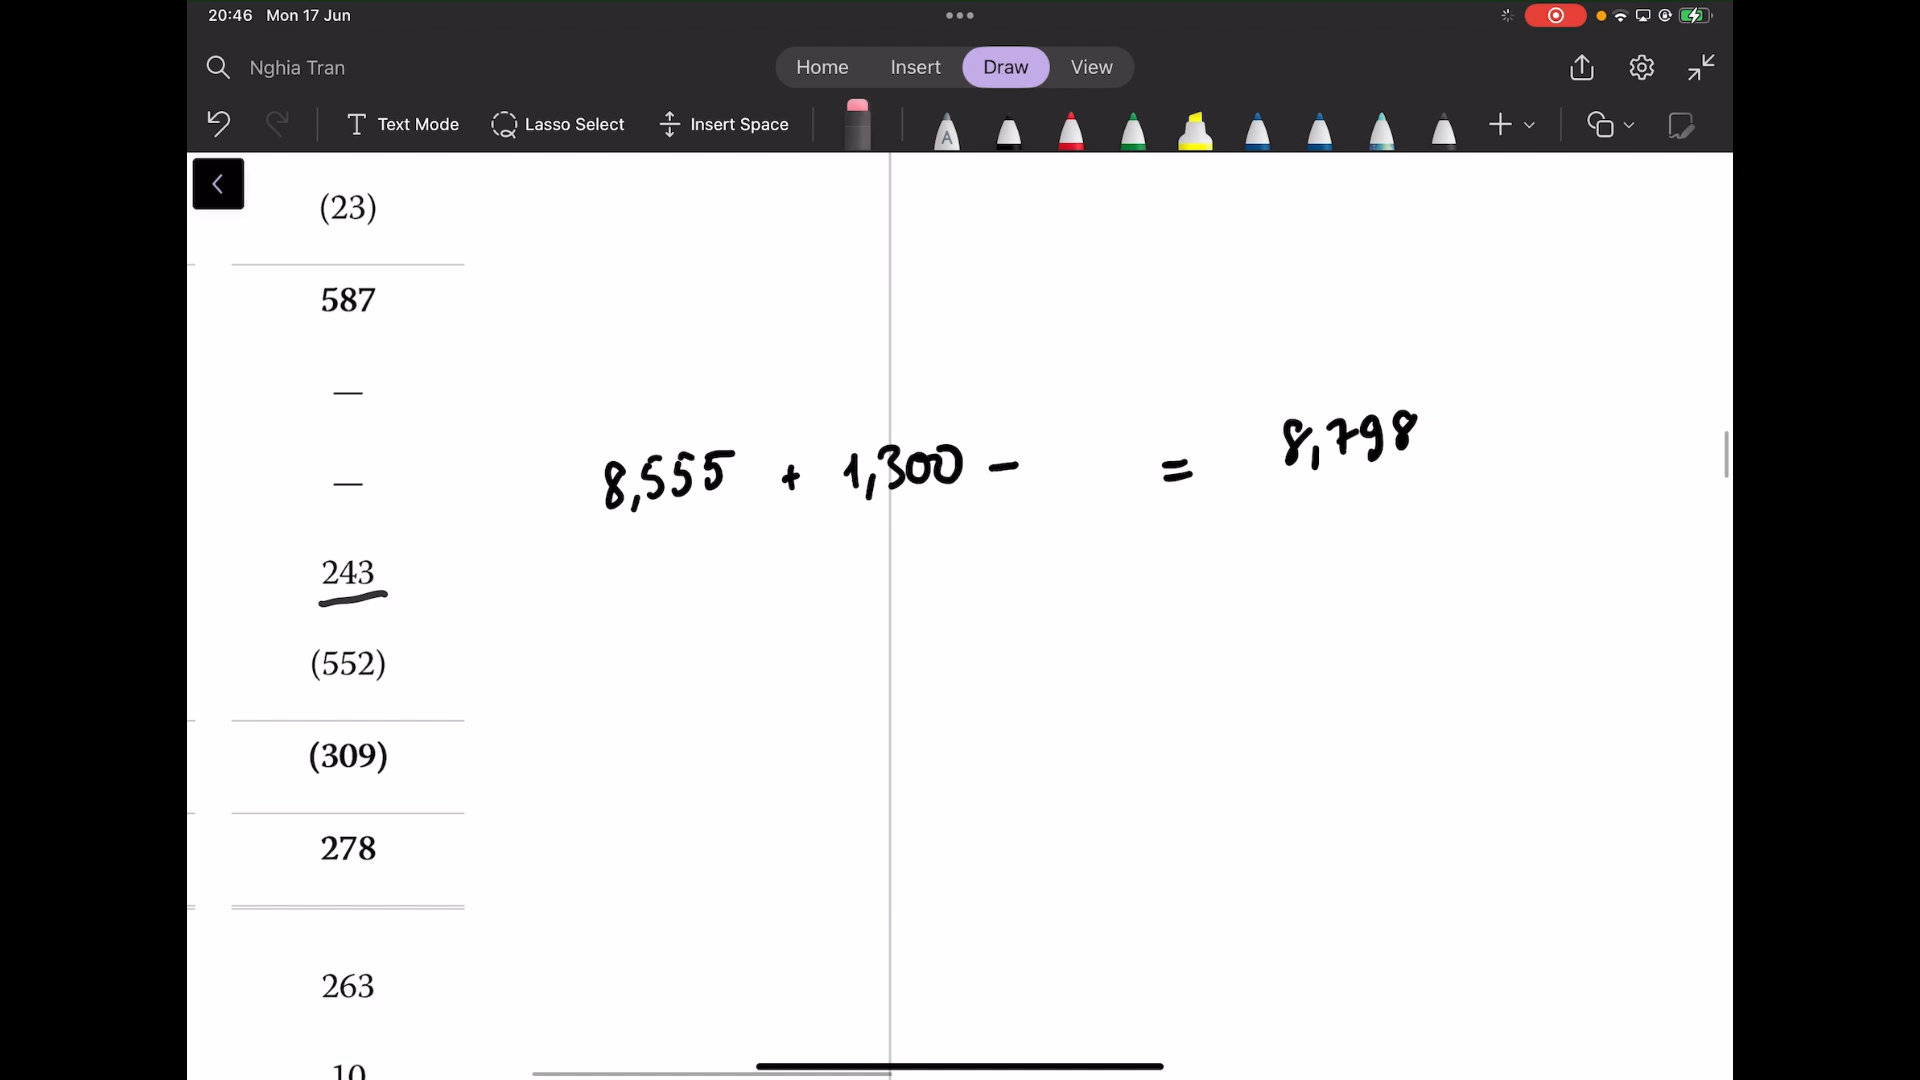 20:46 Mon 17 Jun
Nghia Tran
Home Insert Draw View
Text Mode Lasso Select Insert Space A
(23)
587
—
8,555 + 1,300 - = 8,798
—
243
(552)
(309)
278
263
10